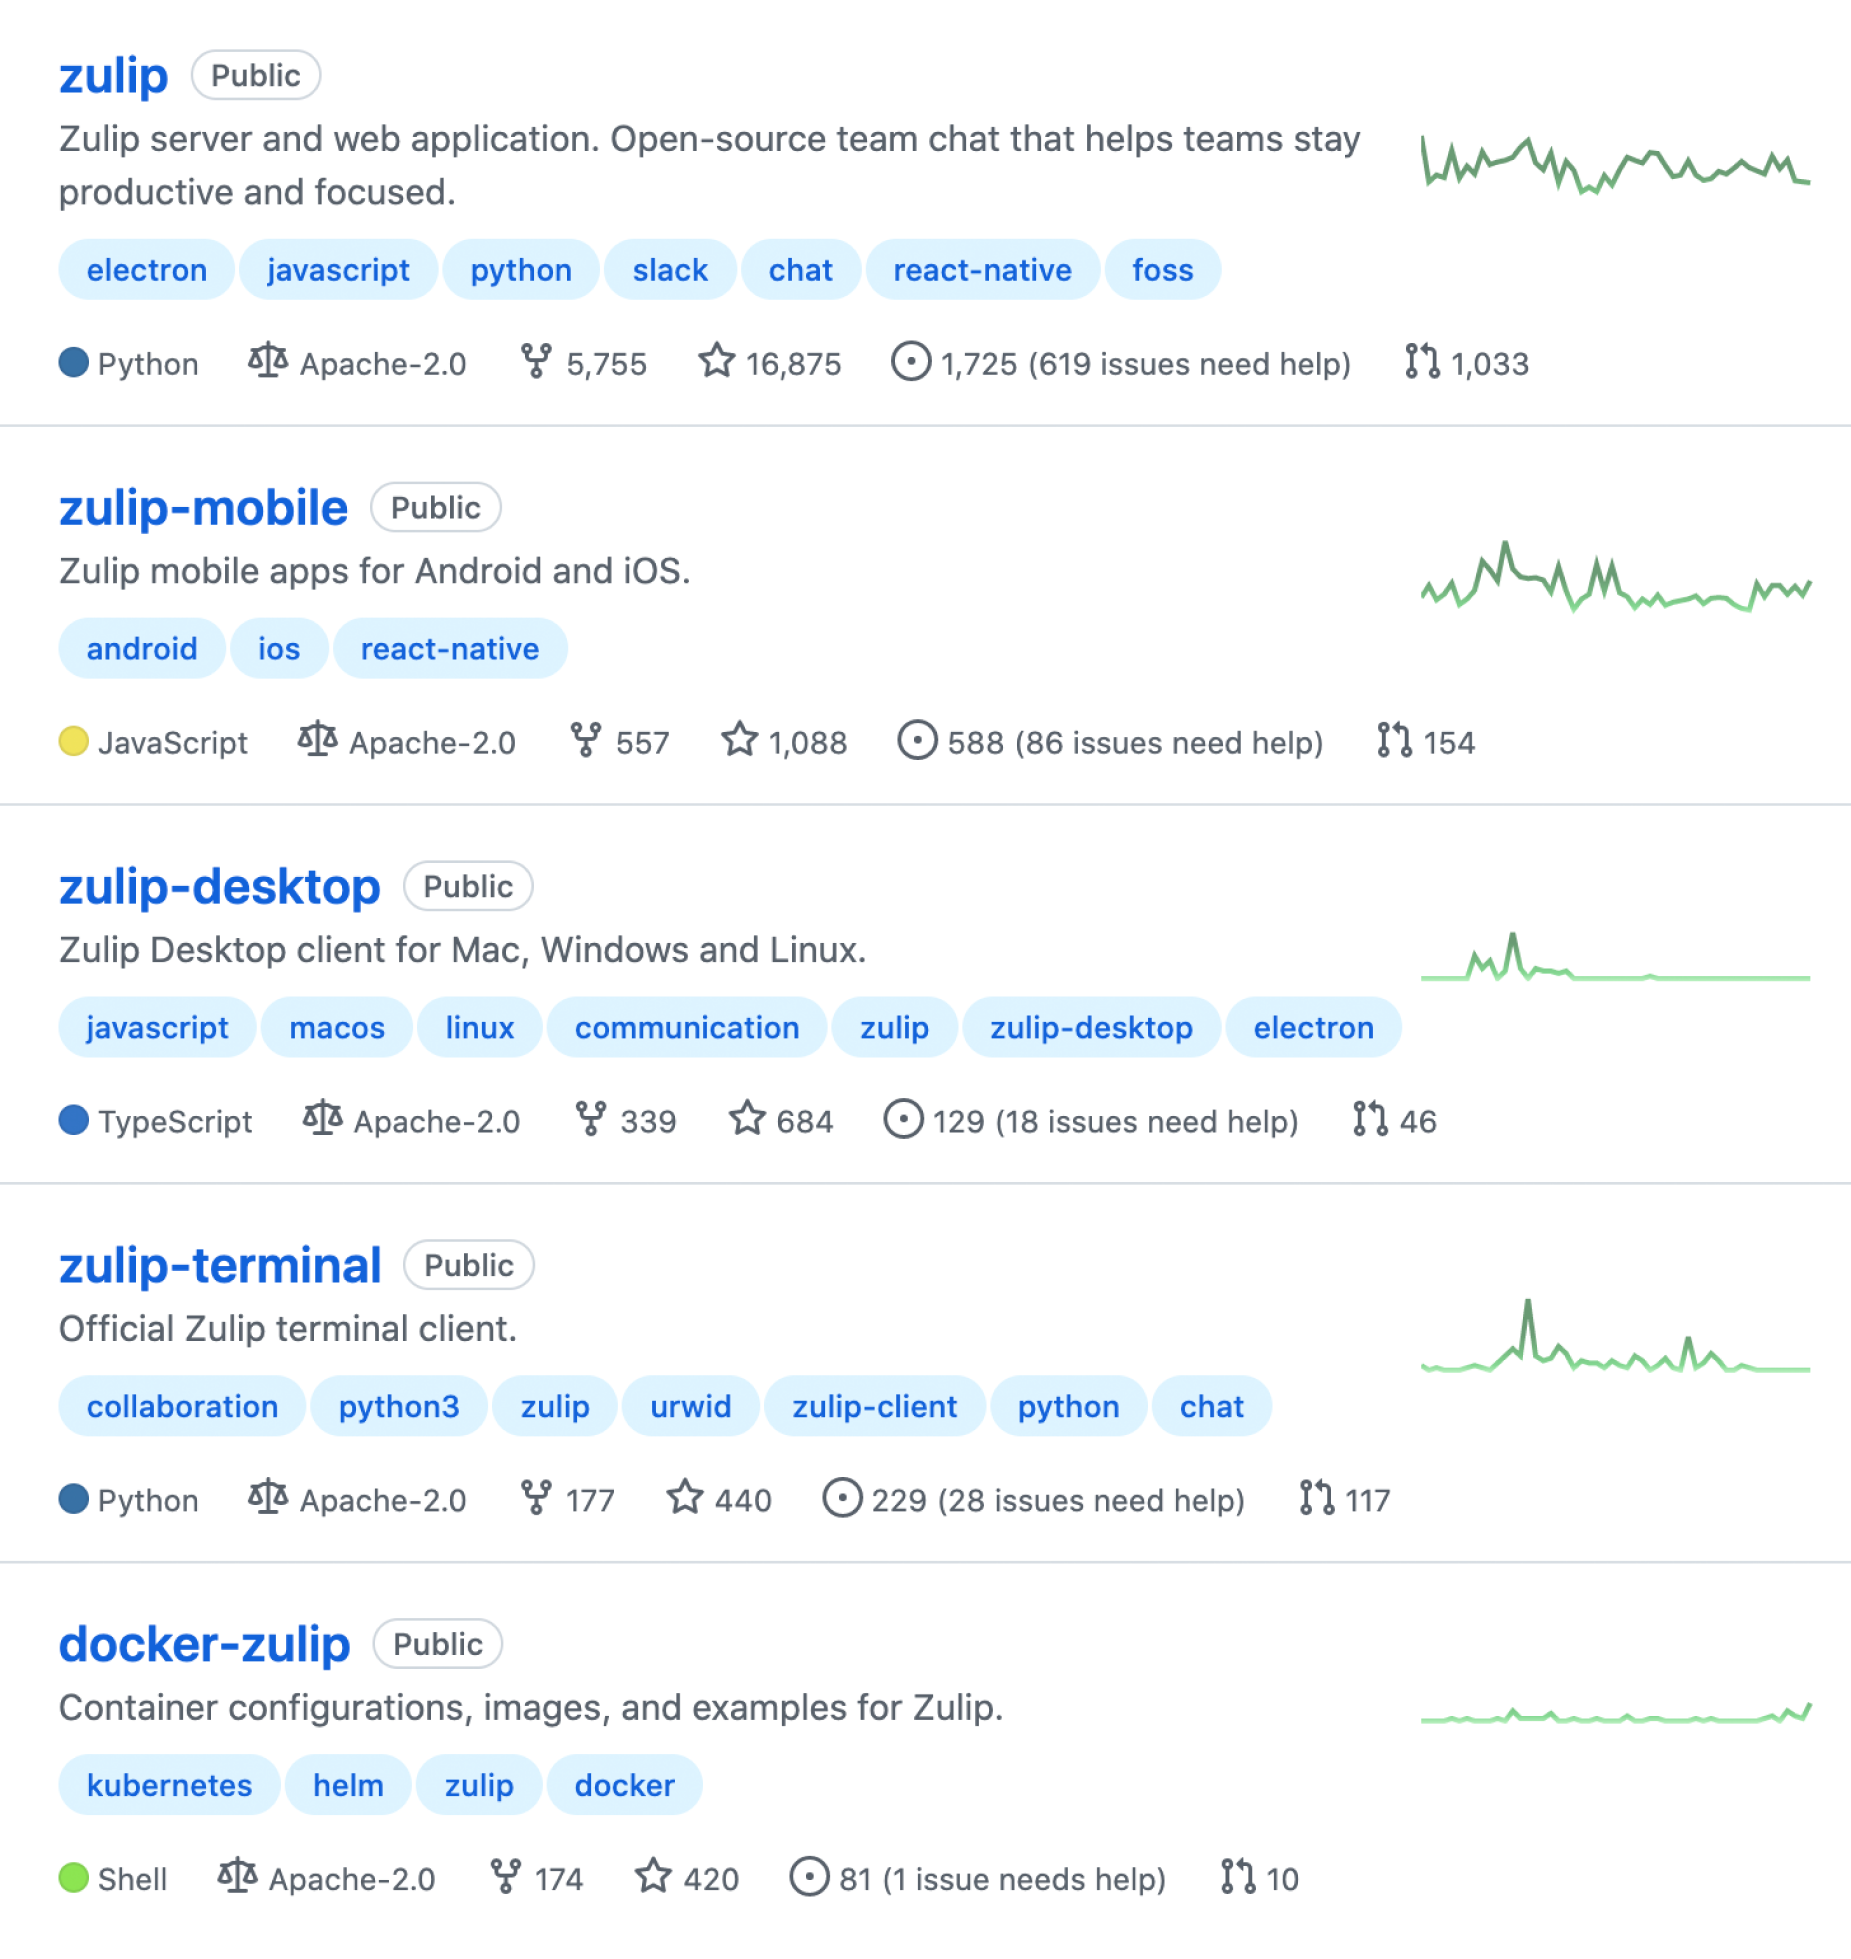 zulip Public
Zulip server and web application. Open-source team chat that helps teams stay
productive and focused.
electron javascript python slack chat react-native foss
Python Apache-2.0 5,755 16,875 1,725 (619 issues need help) 1,033
zulip-mobile Public
Zulip mobile apps for Android and iOS.
android ios react-native
JavaScript Apache-2.0 557 1,088 588 (86 issues need help) 154
zulip-desktop Public
Zulip Desktop client for Mac, Windows and Linux.
javascript macos linux communication zulip zulip-desktop electron
TypeScript Apache-2.0 339 684 129 (18 issues need help) 46
zulip-terminal Public
Official Zulip terminal client.
collaboration python3 zulip urwid zulip-client python chat
Python Apache-2.0 177 440 229 (28 issues need help) 117
docker-zulip Public
Container configurations, images, and examples for Zulip.
kubernetes helm zulip docker
Shell Apache-2.0 174 420 81 (1 issue needs help) 10